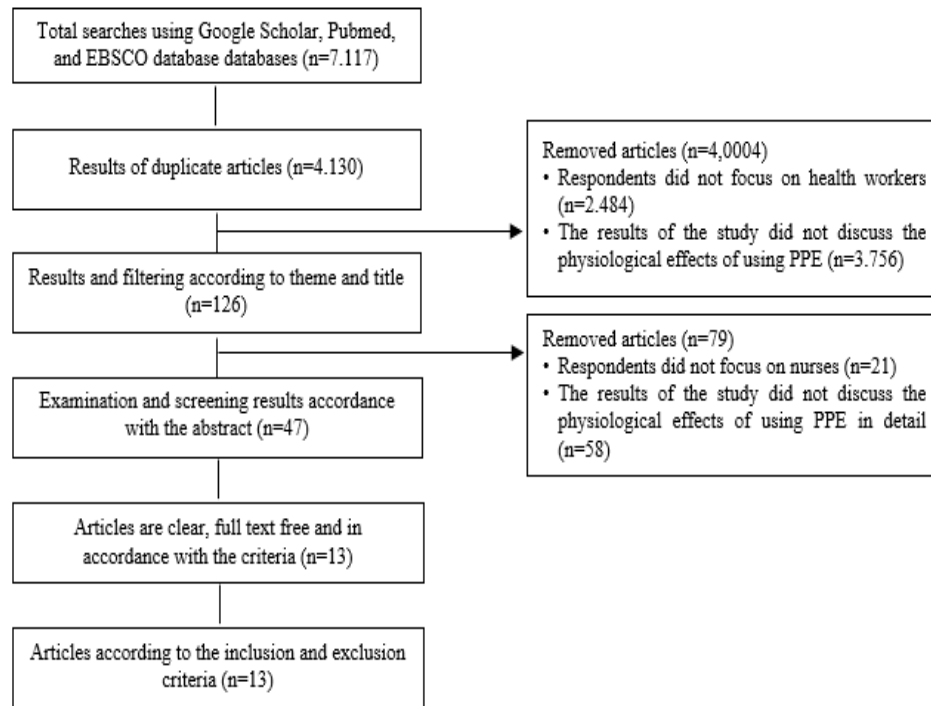 Total searches using Google Scholar, Pubmed,
and EBSCO database databases (n=7.117)
Results of duplicate articles (n=4.130)
Removed articles (n=4,0004)
• Respondents did not focus on health workers
(n=2.484)
• The results of the study did not discuss the
physiological effects of using PPE (n=3.756)
Results and filtering according to theme and title
(n=126)
Removed articles (n=79)
• Respondents did not focus on nurses (n=21)
• The results of the study did not discuss the
physiological effects of using PPE in detail
(n=58)
Examination and screening results accordance
with the abstract (n=47)
Articles are clear, full text free and in
accordance with the criteria (n=13)
Articles according to the inclusion and exclusion
criteria (n=13)